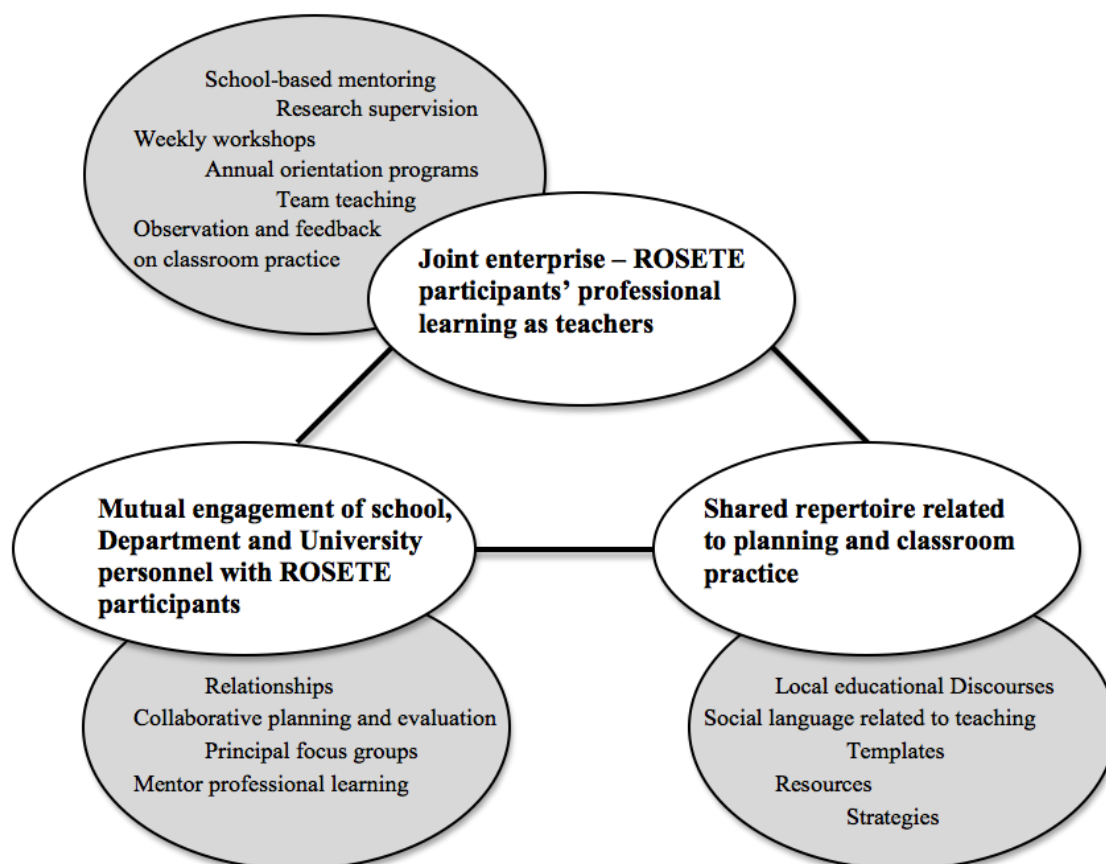 School-based mentoring
Research supervision
Weekly workshops
Annual orientation programs
Team teaching
Observation and feedback
on classroom practice
Joint enterprise – ROSETE
participants’ professional
learning as teachers
Mutual engagement of school,
Department and University
personnel with ROSETE
participants
Relationships
Collaborative planning and evaluation
Principal focus groups
Mentor professional learning
Shared repertoire related
to planning and classroom
practice
Local educational Discourses
Social language related to teaching
Templates
Resources
Strategies